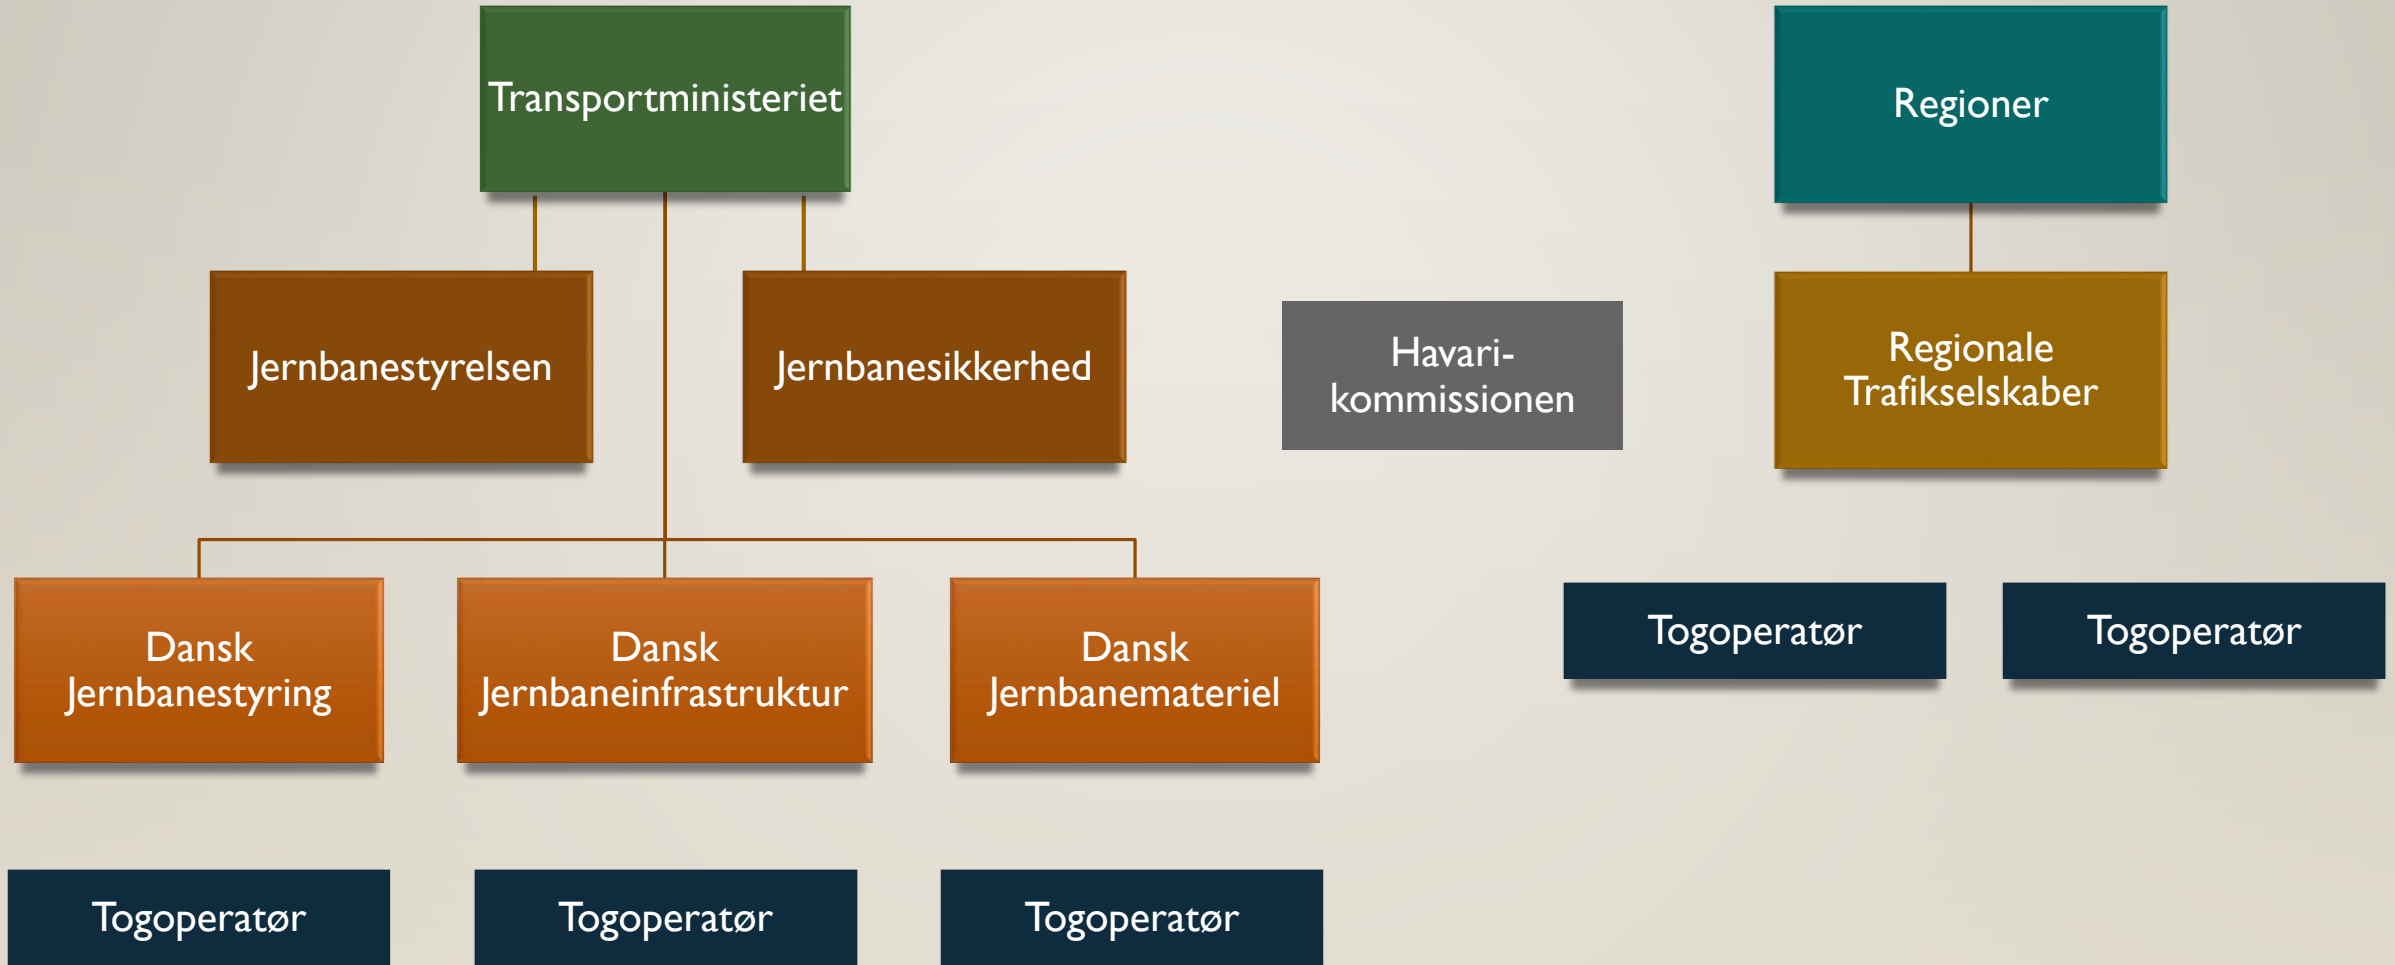 Transportministeriet
Regioner
Jernbanestyrelsen
Jernbanesikkerhed
Havari-
kommissionen
Regionale
Trafikselskaber
Dansk
Jernbanestyring
Dansk
Jernbaneinfrastruktur
Dansk
Jernbanemateriel
Togoperatør
Togoperatør
Togoperatør
Togoperatør
Togoperatør